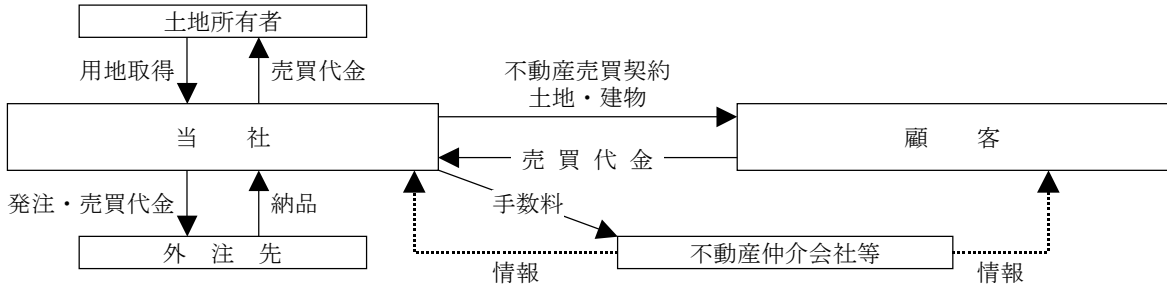 土地所有者
用地取得
売買代金
不動産売買契約
土地・建物
当 社
顧 客
売買代金
発注・売買代金
納品
手数料
外注先
不動産仲介会社等
情報
情報